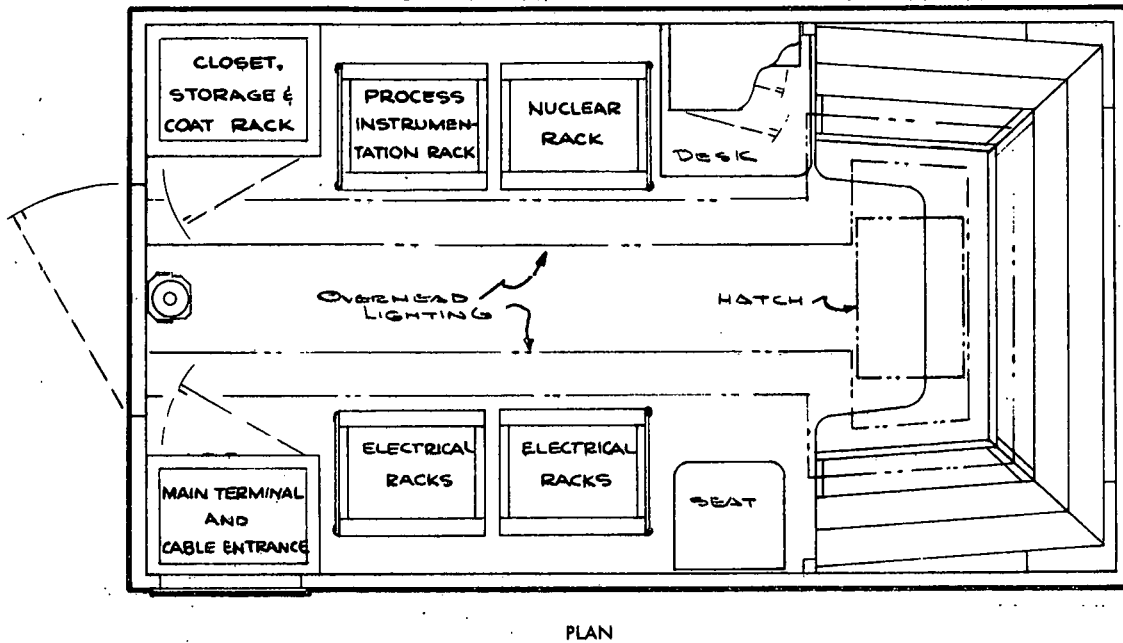 CLOSET,
STORAGE &
COAT RACK
PROCESS
INSTRUMEN-
TATION RACK
NUCLEAR
RACK
DESK
OVERHEAD
LIGHTING
HATCH
MAIN TERMINAL
AND
CABLE ENTRANCE
ELECTRICAL
RACKS
ELECTRICAL
RACKS
SEAT
PLAN